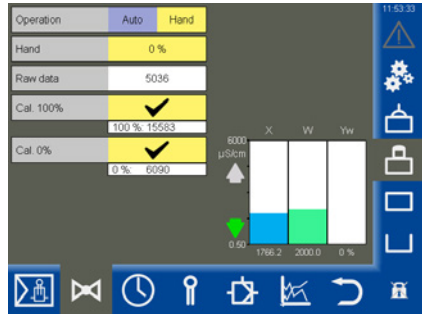 11:53:33
Operation Auto Hand
Hand 0 %
Raw data 5036
Cal. 100%
100 %: 15583
Cal. 0%
0 %: 6090
X W Yw
6000
µS/cm
0.50
1766.2 2000.0 0 %